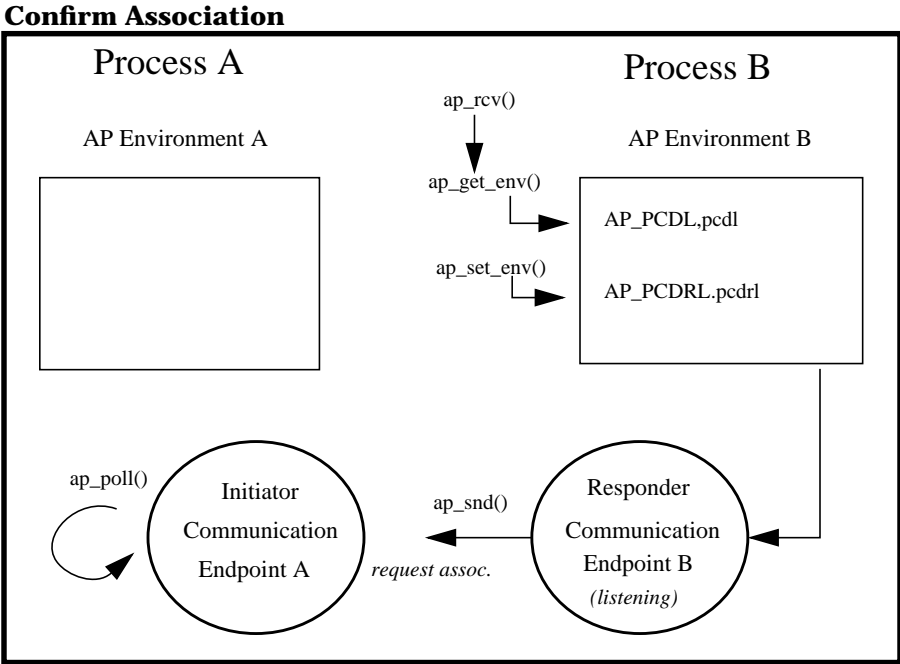 Confirm Association
Process A
Process B
ap_rcv()
AP Environment A
AP Environment B
ap_get_env()
AP_PCDL,pcdl
ap_set_env()
AP_PCDRL.pcdrl
ap_poll()
Initiator
Communication
Endpoint A
ap_snd()
request assoc.
Responder
Communication
Endpoint B
(listening)